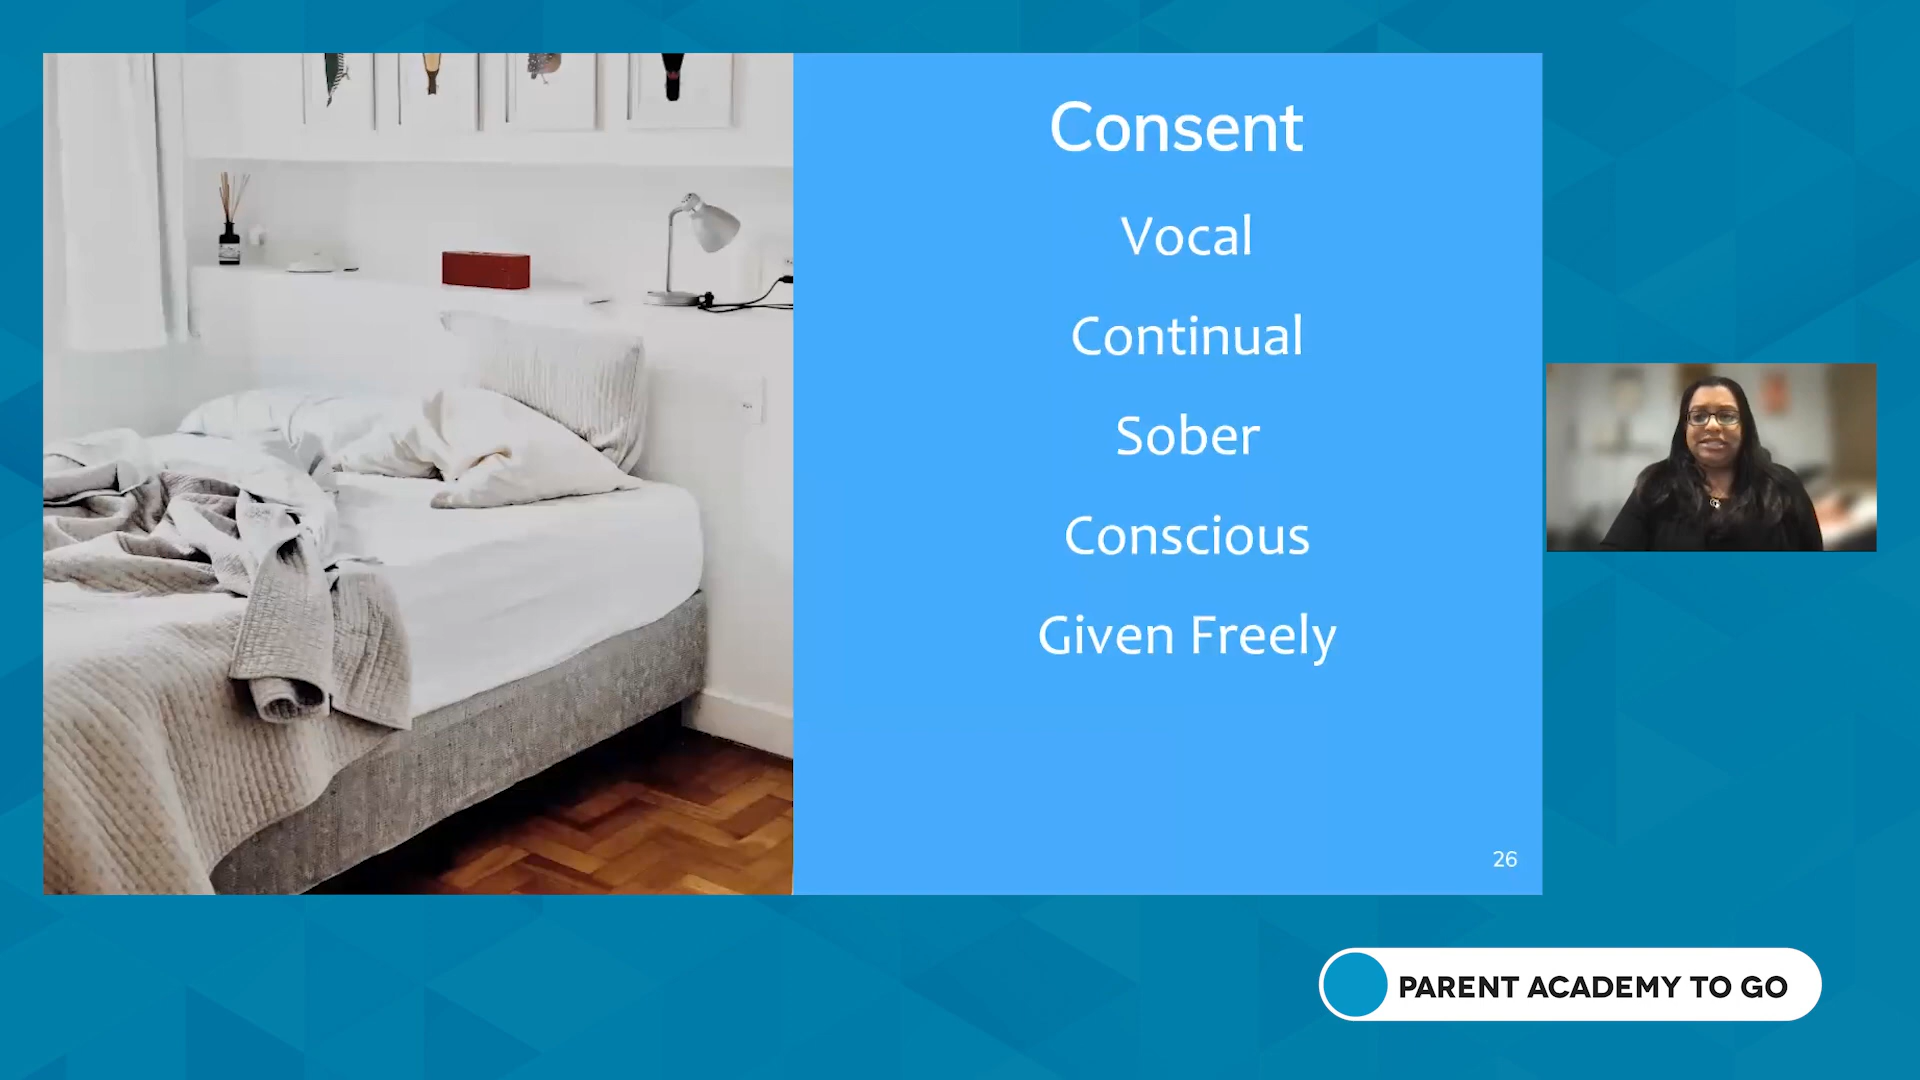 Consent
Vocal
Continual
Sober
Conscious
Given Freely
26
PARENT ACADEMY TO GO